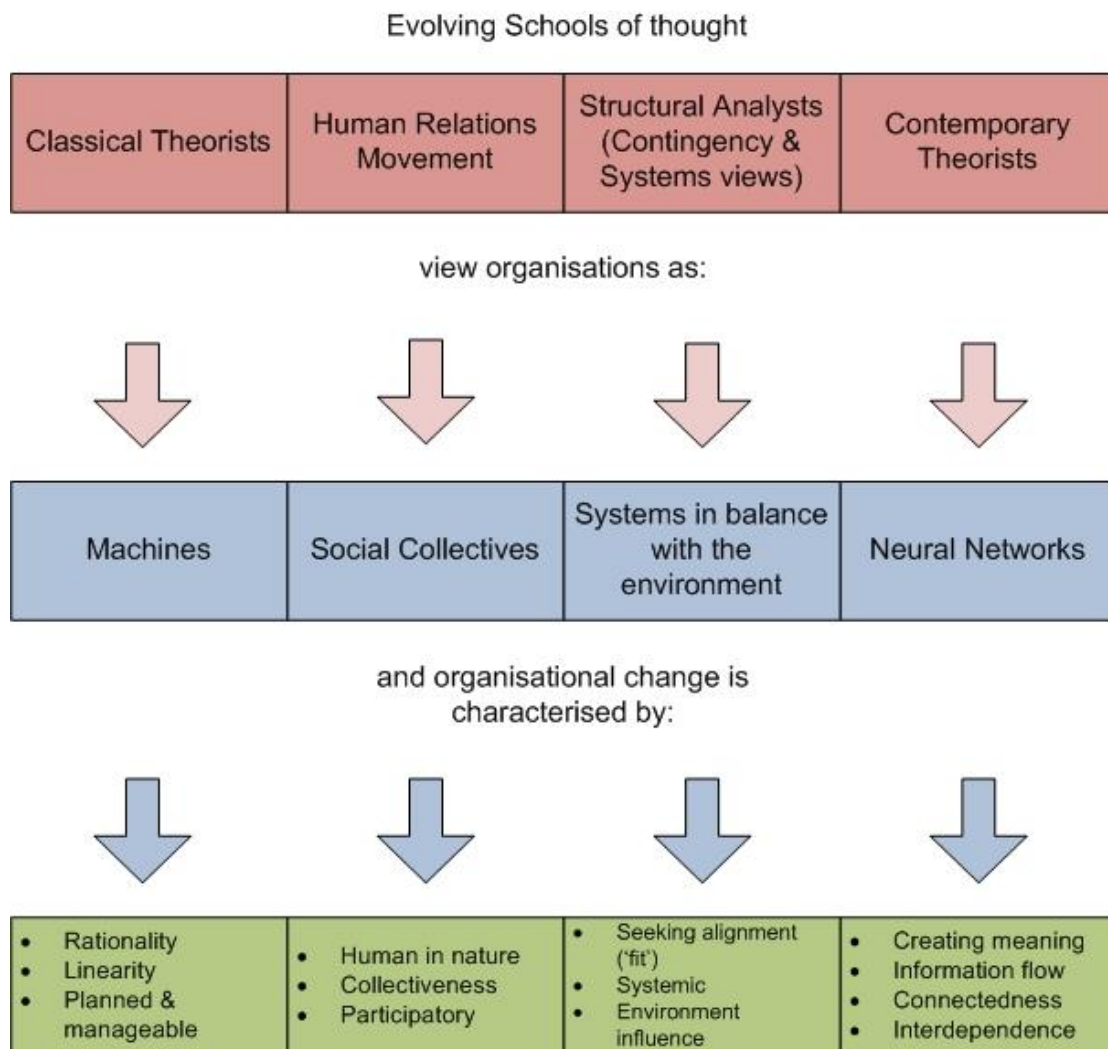 Evolving Schools of thought
Classical Theorists
Human Relations
Movement
Structural Analysts
(Contingency &
Systems views)
Contemporary
Theorists
view organisations as:
Machines
Social Collectives
Systems in balance
with the
environment
Neural Networks
and organisational change is
characterised by:
• Rationality
• Linearity
• Planned &
manageable
• Human in nature
• Collectiveness
• Participatory
• Seeking alignment
('fit')
• Systemic
• Environment
influence
• Creating meaning
• Information flow
• Connectedness
• Interdependence